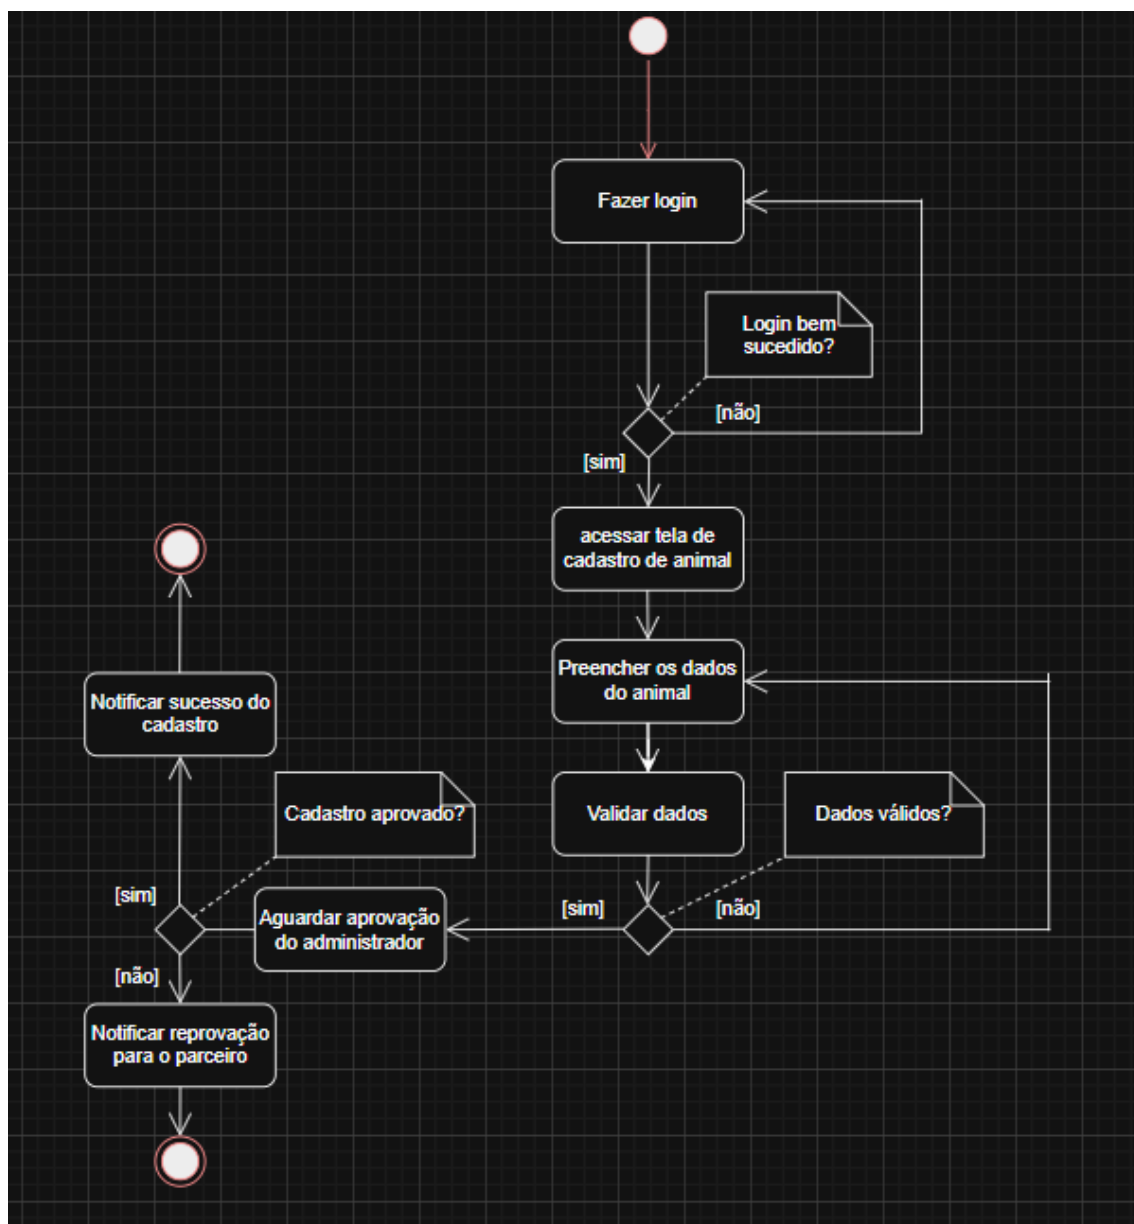 Fazer login
Login bem
sucedido?
[não]
[sim]
acessar tela de
cadastro de animal
Preencher os dados
do animal
Validar dados
Dados válidos?
[não]
[sim]
Aguardar aprovação
do administrador
Cadastro aprovado?
[sim]
Notificar sucesso do
cadastro
[não]
Notificar reprovação
para o parceiro